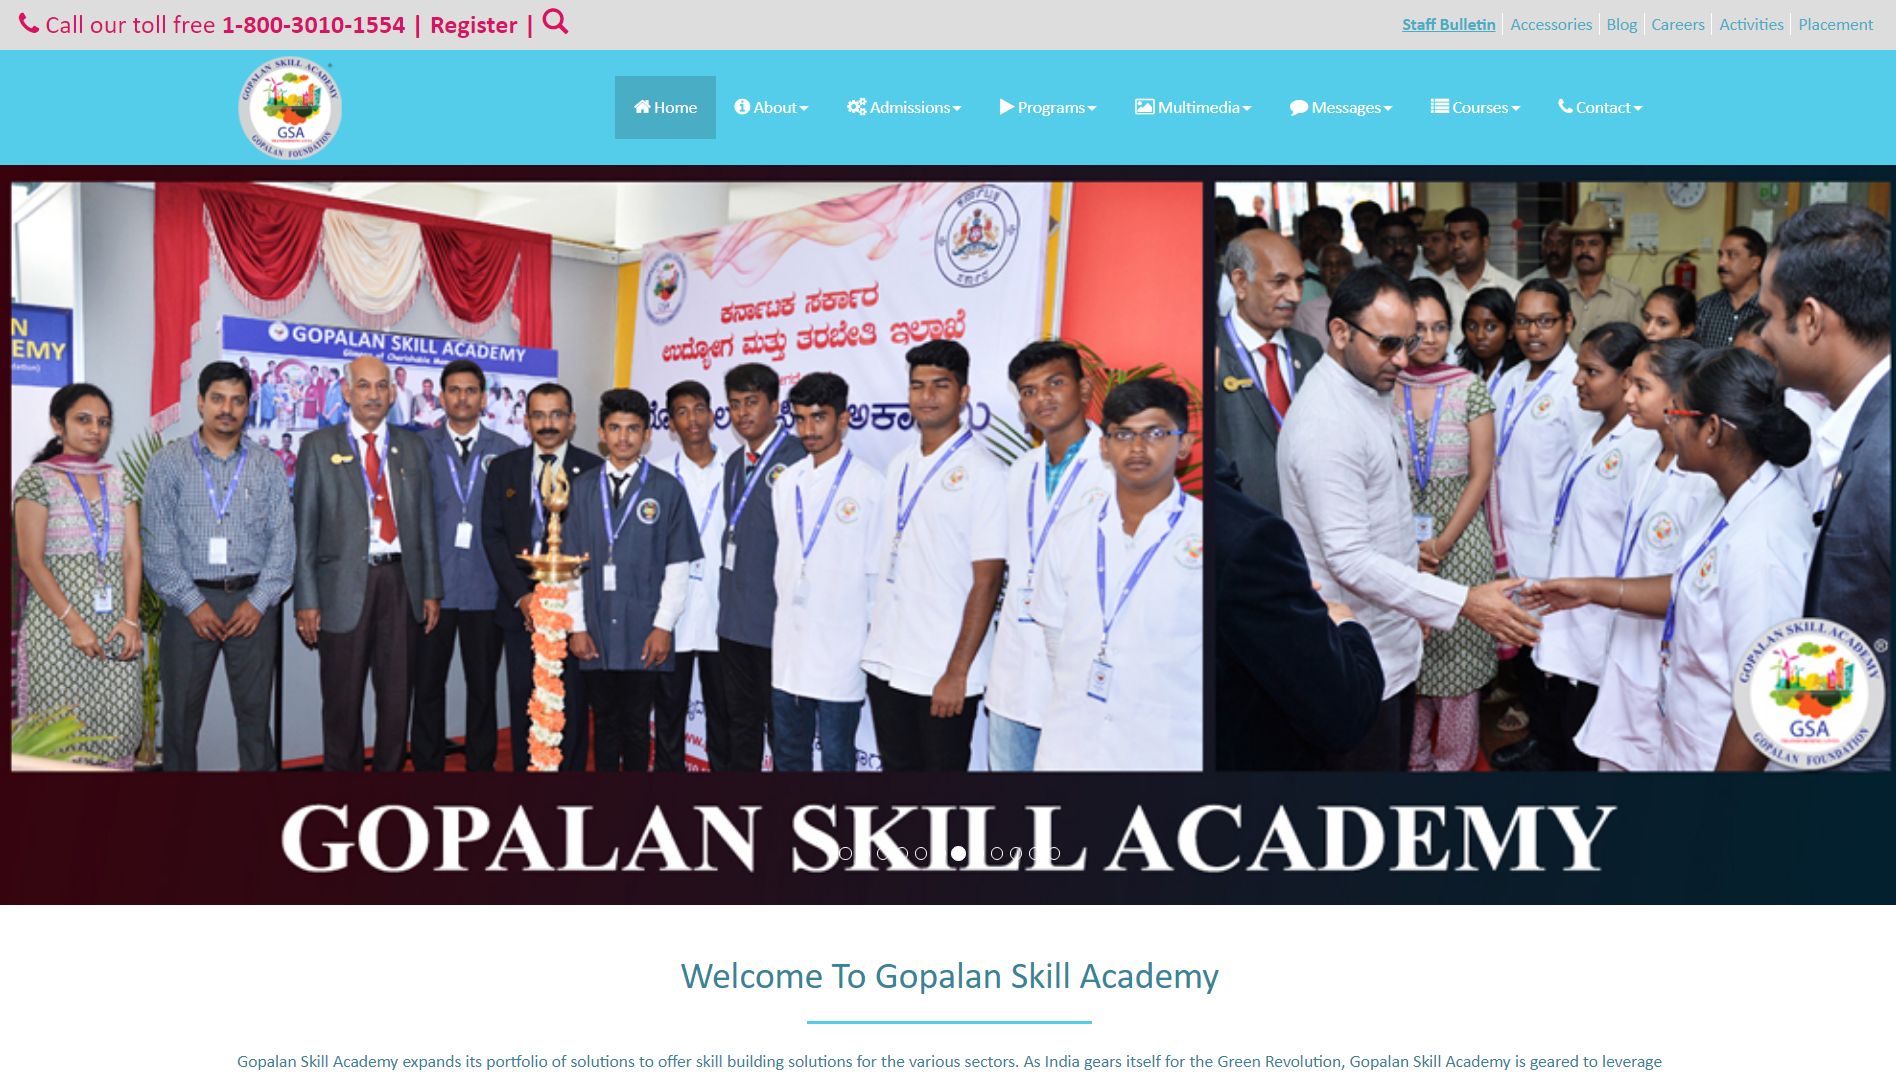 Call our toll free 1-800-3010-1554 | Register |
Staff Bulletin
Accessories
Blog
Careers
Activities
Placement
GOPALAN SKILL ACADEMY
GSA
GOPALAN FOUNDATION
Home
About
Admissions
Programs
Multimedia
Messages
Courses
Contact
ಕರ್ನಾಟಕ ಸರ್ಕಾರ
ಉದ್ಯೋಗ ಮತ್ತು ತರಬೇತಿ ಇಲಾಖೆ
GOPALAN SKILL ACADEMY
GSA
EMY
GOPALAN SKILL ACADEMY
GSA
GOPALAN FOUNDATION
GOPALAN SKILL ACADEMY
Welcome To Gopalan Skill Academy
Gopalan Skill Academy expands its portfolio of solutions to offer skill building solutions for the various sectors. As India gears itself for the Green Revolution, Gopalan Skill Academy is geared to leverage